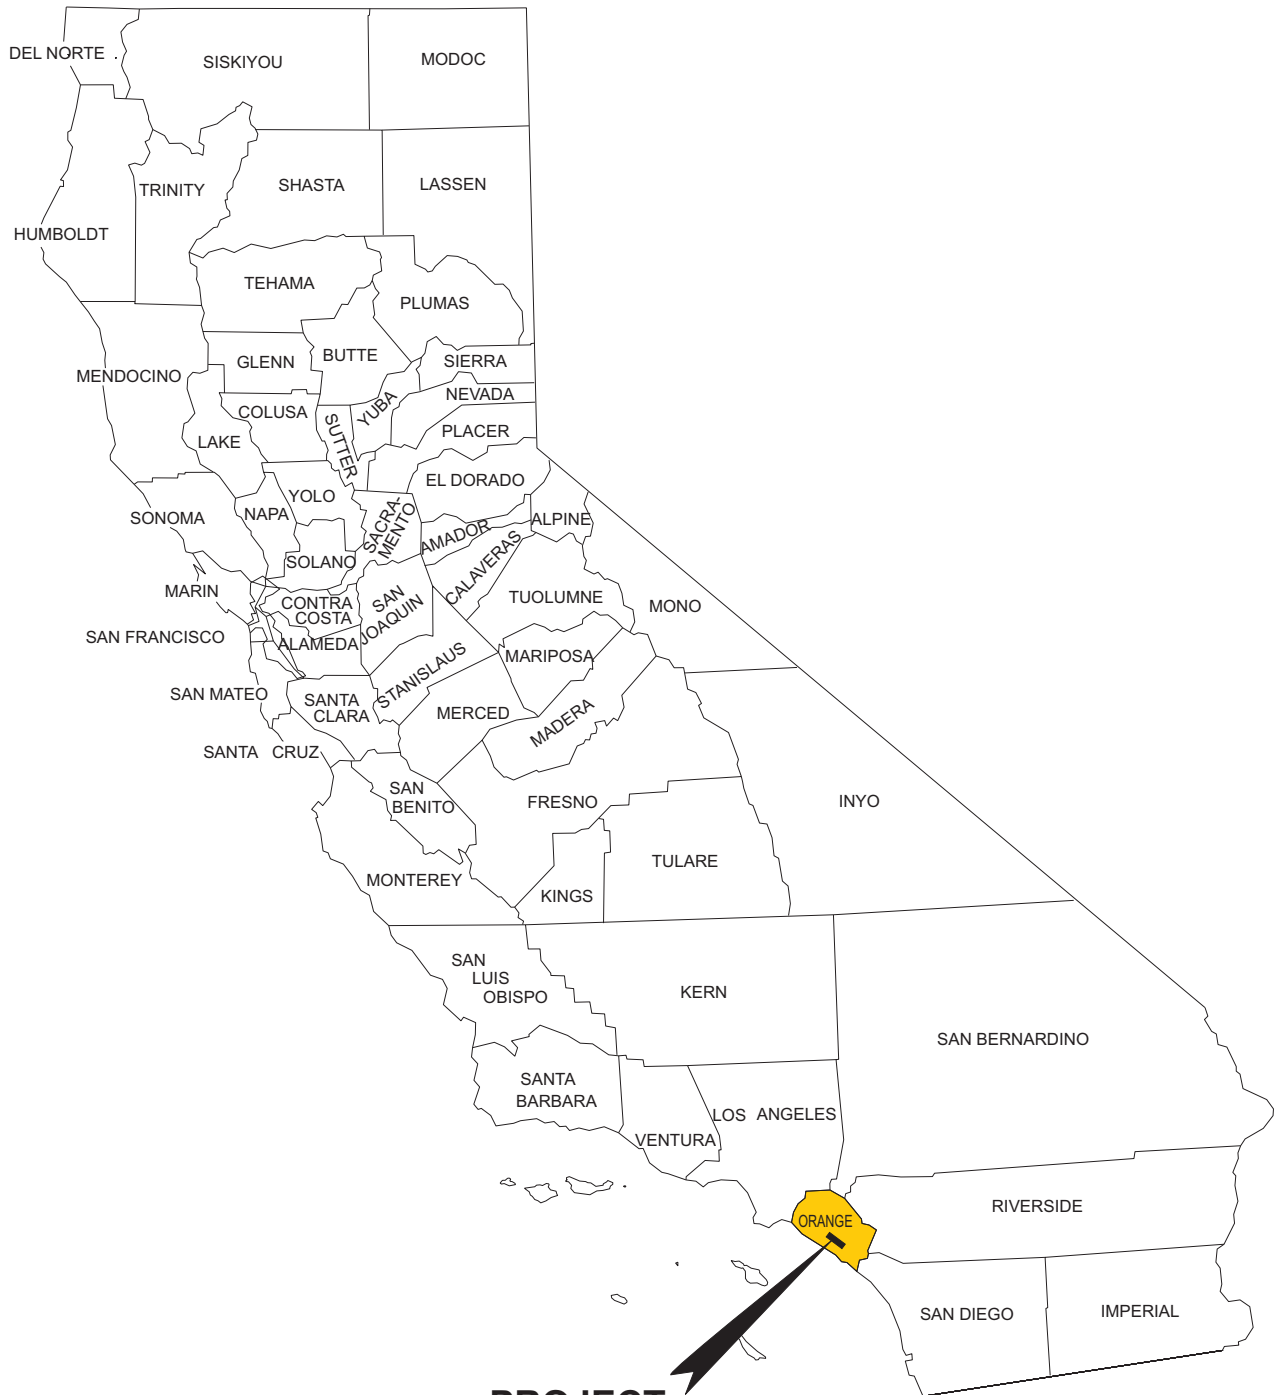 DEL NORTE
SISKIYOU
MODOC
TRINITY
SHASTA
LASSEN
HUMBOLDT
TEHAMA
PLUMAS
MENDOCINO
GLENN
BUTTE
SIERRA
NEVADA
COLUSA
YUBA
SUTTER
PLACER
LAKE
EL DORADO
YOLO
NAPA
SONOMA
SACRA-
MENTO
ALPINE
AMADOR
SOLANO
CALAVERAS
MARIN
CONTRA
COSTA
SAN
JOAQUIN
TUOLUMNE
MONO
SAN FRANCISCO
ALAMEDA
MARIPOSA
STANISLAUS
SAN MATEO
SANTA
CLARA
MERCED
MADERA
SANTA CRUZ
SAN
BENITO
FRESNO
INYO
TULARE
MONTEREY
KINGS
SAN
LUIS
OBISPO
KERN
SAN BERNARDINO
SANTA
BARBARA
LOS ANGELES
VENTURA
RIVERSIDE
ORANGE
SAN DIEGO
IMPERIAL
PROJECT